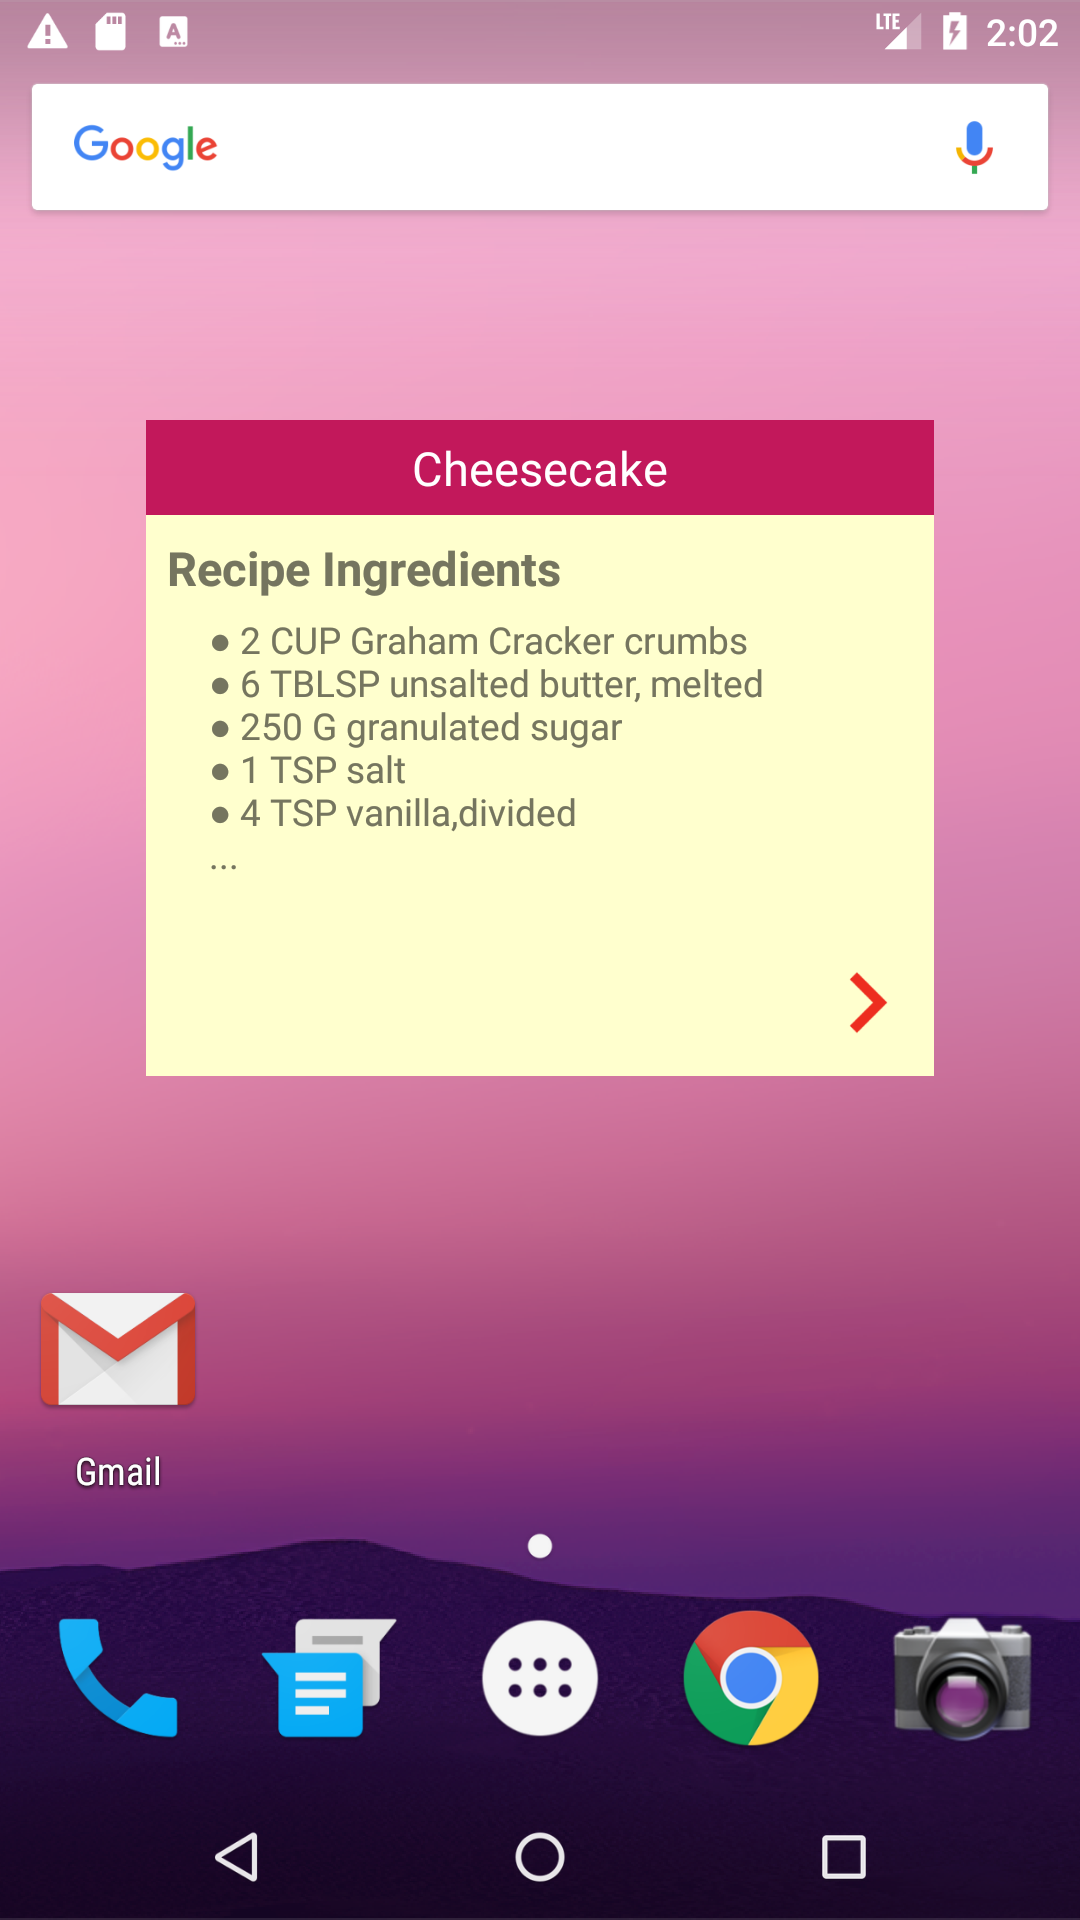 LTE 2:02
Google
Cheesecake
Recipe Ingredients
● 2 CUP Graham Cracker crumbs
● 6 TBLSP unsalted butter, melted
● 250 G granulated sugar
● 1 TSP salt
● 4 TSP vanilla,divided
...
Gmail